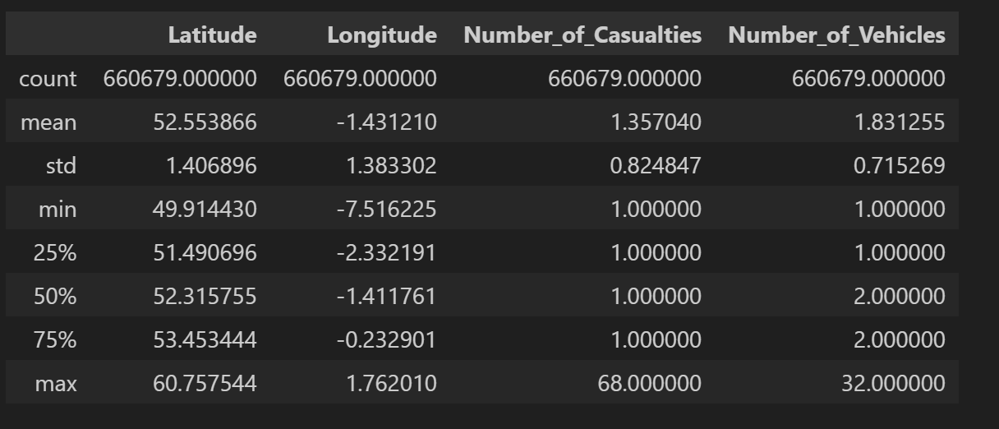 Latitude Longitude Number_of_Casualties Number_of_Vehicles
count 660679.000000 660679.000000 660679.000000 660679.000000
mean 52.553866 -1.431210 1.357040 1.831255
std 1.406896 1.383302 0.824847 0.715269
min 49.914430 -7.516225 1.000000 1.000000
25% 51.490696 -2.332191 1.000000 1.000000
50% 52.315755 -1.411761 1.000000 2.000000
75% 53.453444 -0.232901 1.000000 2.000000
max 60.757544 1.762010 68.000000 32.000000